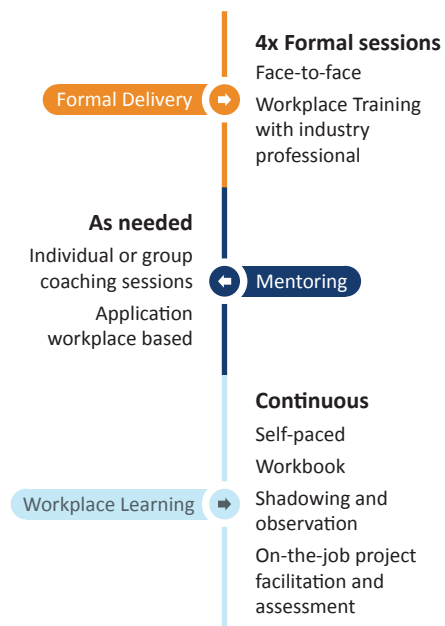 Formal Delivery
4x Formal sessions
Face-to-face
Workplace Training
with industry
professional
As needed
Individual or group
coaching sessions
Application
workplace based
Mentoring
Workplace Learning
Continuous
Self-paced
Workbook
Shadowing and
observation
On-the-job project
facilitation and
assessment